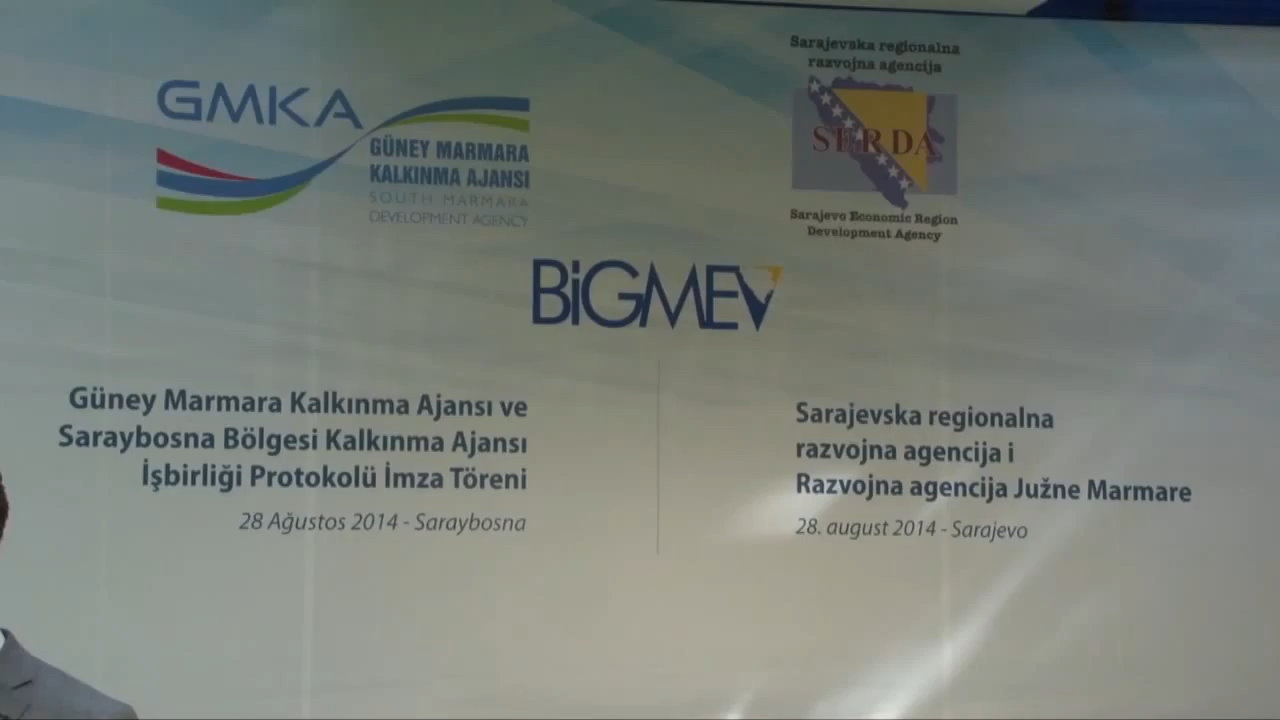 GMKA
GÜNEY MARMARA
KALKINMA AJANSI
SOUTH MARMARA
DEVELOPMENT AGENCY
Sarajevska regionalna
razvojna agencija
SERDA
Sarajevo Economic Region
Development Agency
BiGMEV
Güney Marmara Kalkınma Ajansı ve
Saraybosna Bölgesi Kalkınma Ajansı
İşbirliği Protokolü İmza Töreni
28 Ağustos 2014 - Saraybosna
Sarajevska regionalna
razvojna agencija i
Razvojna agencija Južne Marmare
28. august 2014 - Sarajevo